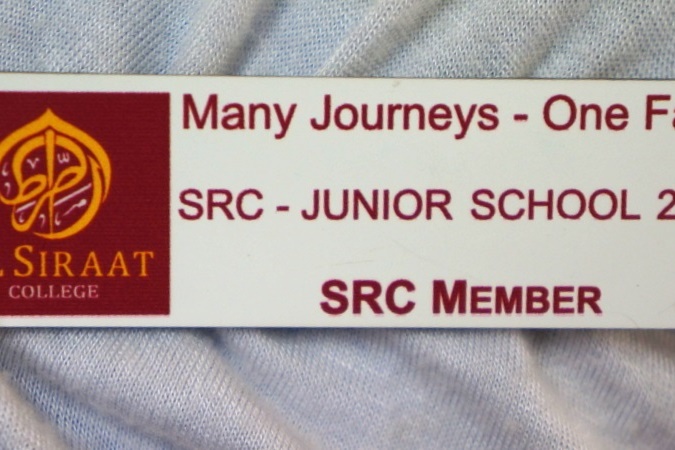 Many Journeys - One Fa
SRC - JUNIOR SCHOOL 2
SRC MEMBER
L SIRAAT
COLLEGE